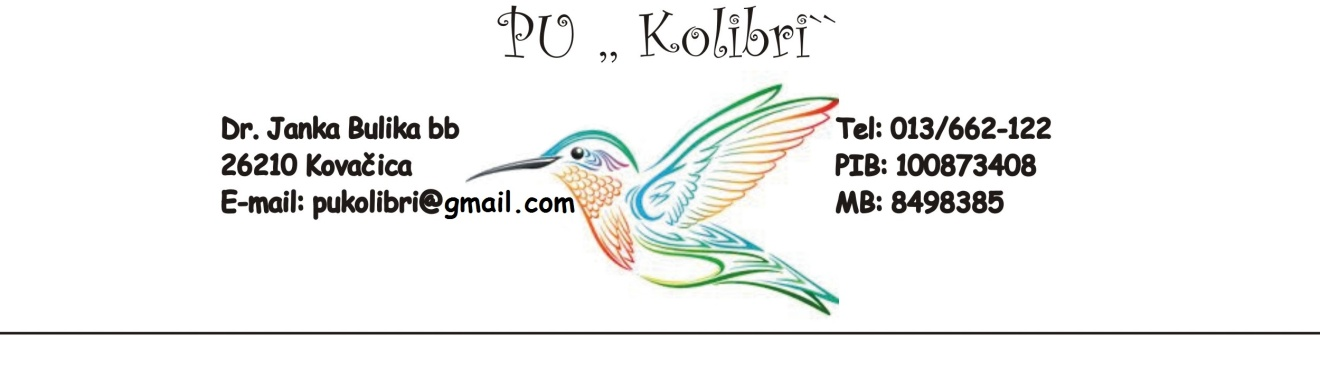 PU ,, Kolibri``
Dr. Janka Bulika bb
26210 Kovačica
E-mail: pukolibri@gmail.com
Tel: 013/662-122
PIB: 100873408
MB: 8498385